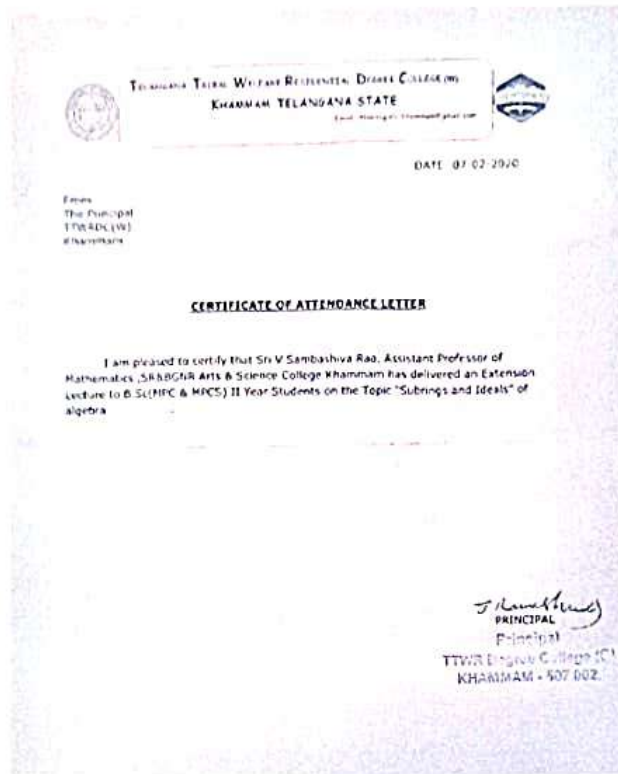 TELANGANA TRIBAL WELFARE RESIDENTIAL DEGREE COLLEGE (W)
KHAMMAM TELANGANA STATE
DATE 07-02-2020
From
The Principal
TTWRDC(W)
Khammam
CERTIFICATE OF ATTENDANCE LETTER
I am pleased to certify that Sri V Sambashiva Rao, Assistant Professor of
Mathematics ,SR&BGNR Arts & Science College Khammam has delivered an Extension
Lecture to B.Sc(MPC & MPCS) II Year Students on the Topic "Subrings and Ideals" of
algebra
PRINCIPAL
Principal
TTWR Degree College (G)
KHAMMAM - 507 002.